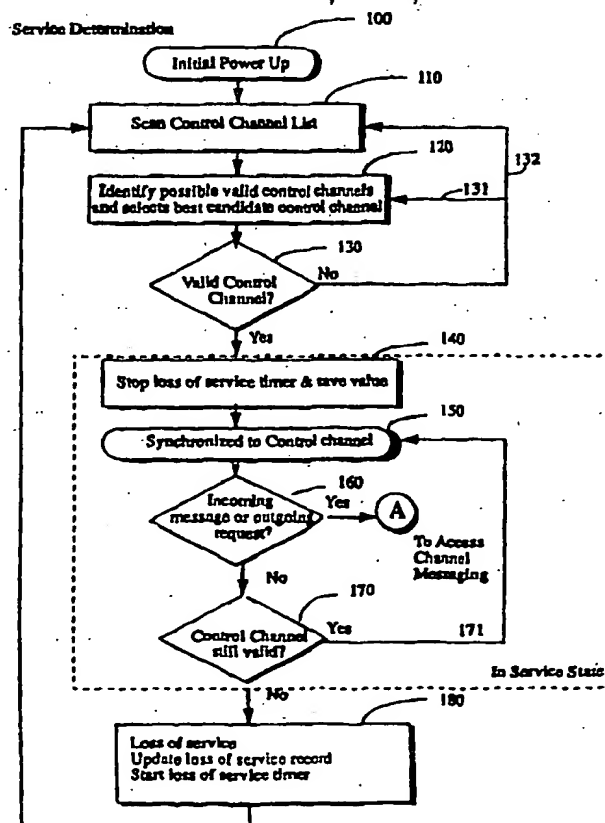 Service Determination
100
Initial Power Up
110
Scan Control Channel List
120
132
Identify possible valid control channels
and selects best candidate control channel
131
130
Valid Control
Channel?
No
Yes
140
Stop loss of service timer & save value
150
Synchronized to Control channel
160
Incoming
message or outgoing
request?
Yes
A
To Access
Channel
Messaging
No
170
Control Channel
still valid?
Yes
171
In Service State
No
180
Loss of service
Update loss of service record
Start loss of service timer